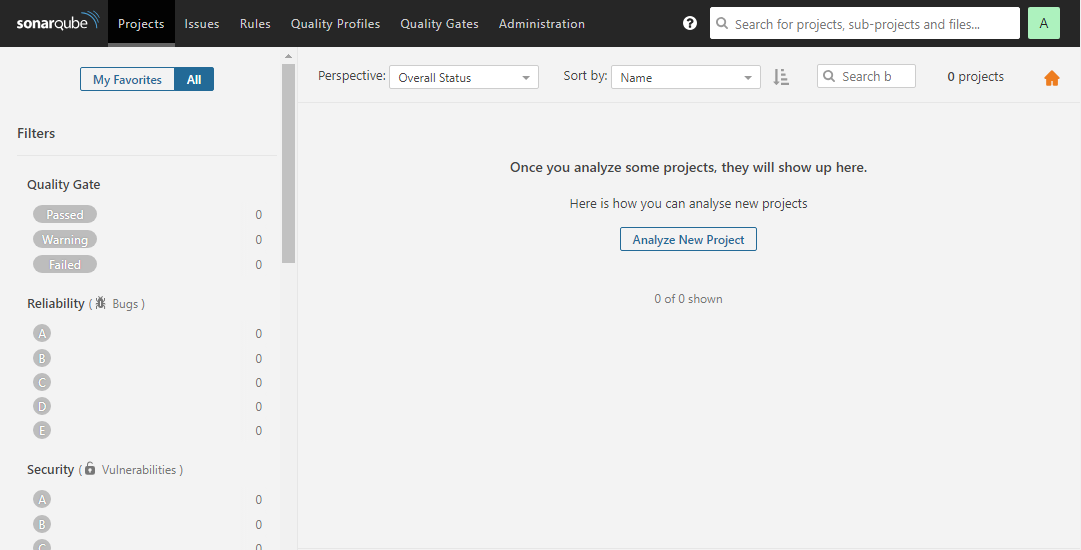 sonarqube Projects Issues Rules Quality Profiles Quality Gates Administration ? Search for projects, sub-projects and files... A
My Favorites All
Perspective: Overall Status Sort by: Name Search b 0 projects
Filters
Quality Gate
Passed 0
Warning 0
Failed 0
Reliability ( Bugs )
A 0
B 0
C 0
D 0
E 0
Security ( Vulnerabilities )
A 0
B 0
C 0
Once you analyze some projects, they will show up here.
Here is how you can analyse new projects
Analyze New Project
0 of 0 shown